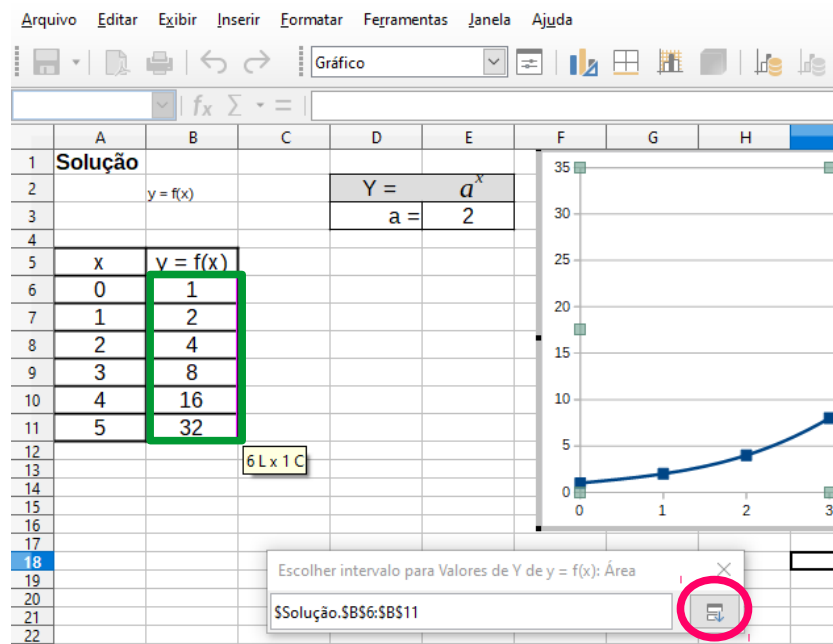 Arquivo Editar Exibir Inserir Formatar Ferramentas Janela Ajuda
Gráfico
fx Σ =
A B C D E F G H
1 Solução
2 y = f(x) Y = a^x
3 a = 2
4
5 x y = f(x)
6 0 1
7 1 2
8 2 4
9 3 8
10 4 16
11 5 32
12
13
14
15
16
17
18
19
20
21
22
35
30
25
20
15
10
5
0
0 1 2 3
6 L x 1 C
Escolher intervalo para Valores de Y de y = f(x): Área
$Solução.$B$6:$B$11